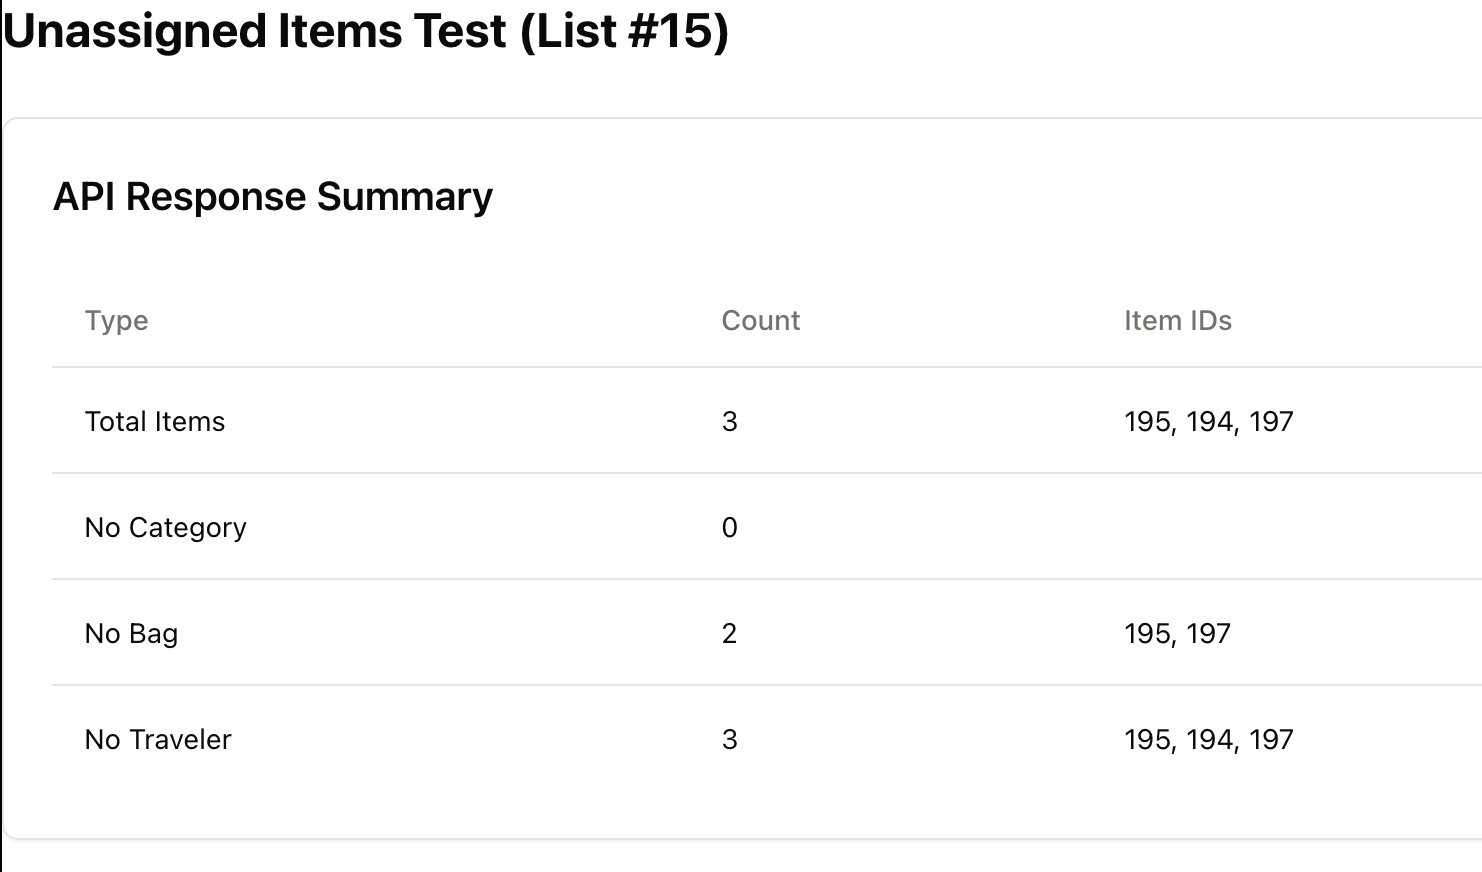 Unassigned Items Test (List #15)
API Response Summary
Type Count Item IDs
Total Items 3 195, 194, 197
No Category 0
No Bag 2 195, 197
No Traveler 3 195, 194, 197